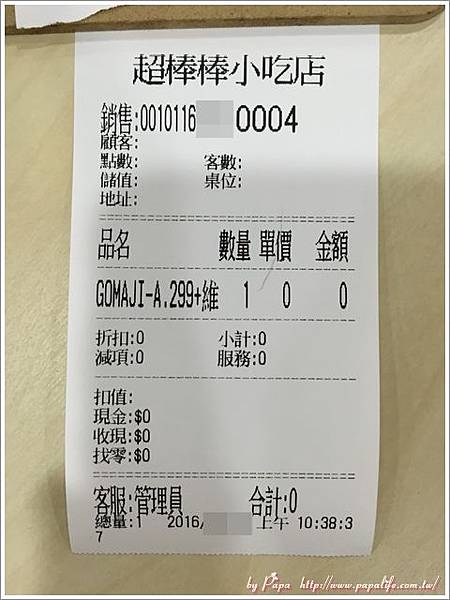 超棒棒小吃店
銷售:0010116 0004
顧客:
點數: 客數:
儲值: 桌位:
地址:
品名 數量 單價 金額
GOMAJI-A.299+維 1 0 0
折扣:0 小計:0
減項:0 服務:0
扣值:
現金:$0
收現:$0
找零:$0
客服:管理員 合計:0
總量:1 2016/ 上午 10:38:3
7
by Papa http://www.papalife.com.tw/